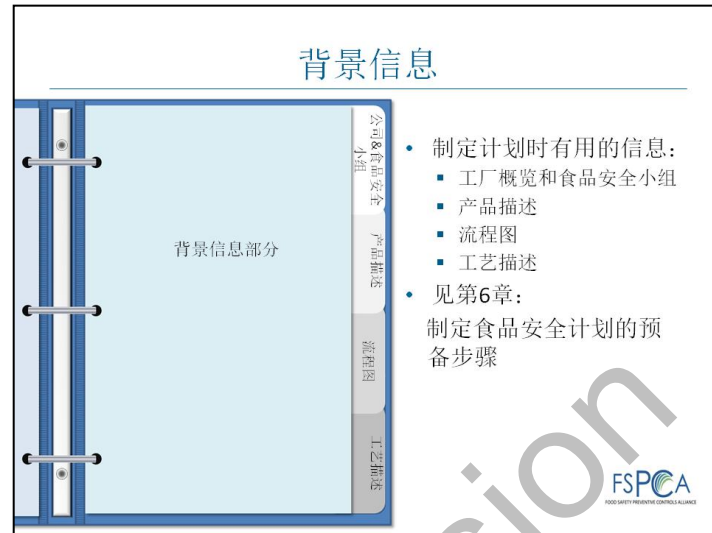 背景信息
背景信息部分
公司&食品安全
小组
产品描述
流程图
工艺描述
• 制定计划时有用的信息：
▪ 工厂概览和食品安全小组
▪ 产品描述
▪ 流程图
▪ 工艺描述
• 见第6章：
制定食品安全计划的预
备步骤
FSPCA
FOOD SAFETY PREVENTIVE CONTROLS ALLIANCE
sion